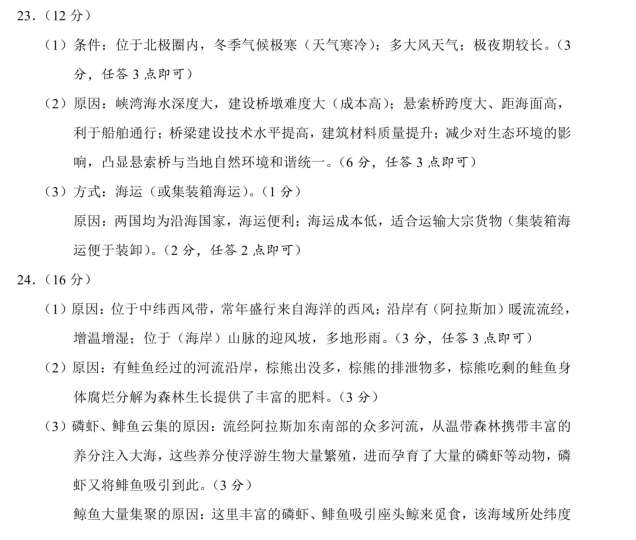 23.（12 分）
（1）条件：位于北极圈内，冬季气候极寒（天气寒冷）；多大风天气；极夜期较长。（3
分，任答 3 点即可）
（2）原因：峡湾海水深度大，建设桥墩难度大（成本高）；悬索桥跨度大、距海面高，
利于船舶通行；桥梁建设技术水平提高，建筑材料质量提升；减少对生态环境的影
响，凸显悬索桥与当地自然环境和谐统一。（6 分，任答 3 点即可）
（3）方式：海运（或集装箱海运）。（1 分）
原因：两国均为沿海国家，海运便利；海运成本低，适合运输大宗货物（集装箱海
运便于装卸）。（2 分，任答 2 点即可）
24.（16 分）
（1）原因：位于中纬西风带，常年盛行来自海洋的西风；沿岸有（阿拉斯加）暖流流经，
增温增湿；位于（海岸）山脉的迎风坡，多地形雨。（3 分，任答 3 点即可）
（2）原因：有鲑鱼经过的河流沿岸，棕熊出没多，棕熊的排泄物多，棕熊吃剩的鲑鱼身
体腐烂分解为森林生长提供了丰富的肥料。（3 分）
（3）磷虾、鲱鱼云集的原因：流经阿拉斯加东南部的众多河流，从温带森林携带丰富的
养分注入大海，这些养分使浮游生物大量繁殖，进而孕育了大量的磷虾等动物，磷
虾又将鲱鱼吸引到此。（3 分）
鲸鱼大量集聚的原因：这里丰富的磷虾、鲱鱼吸引座头鲸来觅食，该海域所处纬度